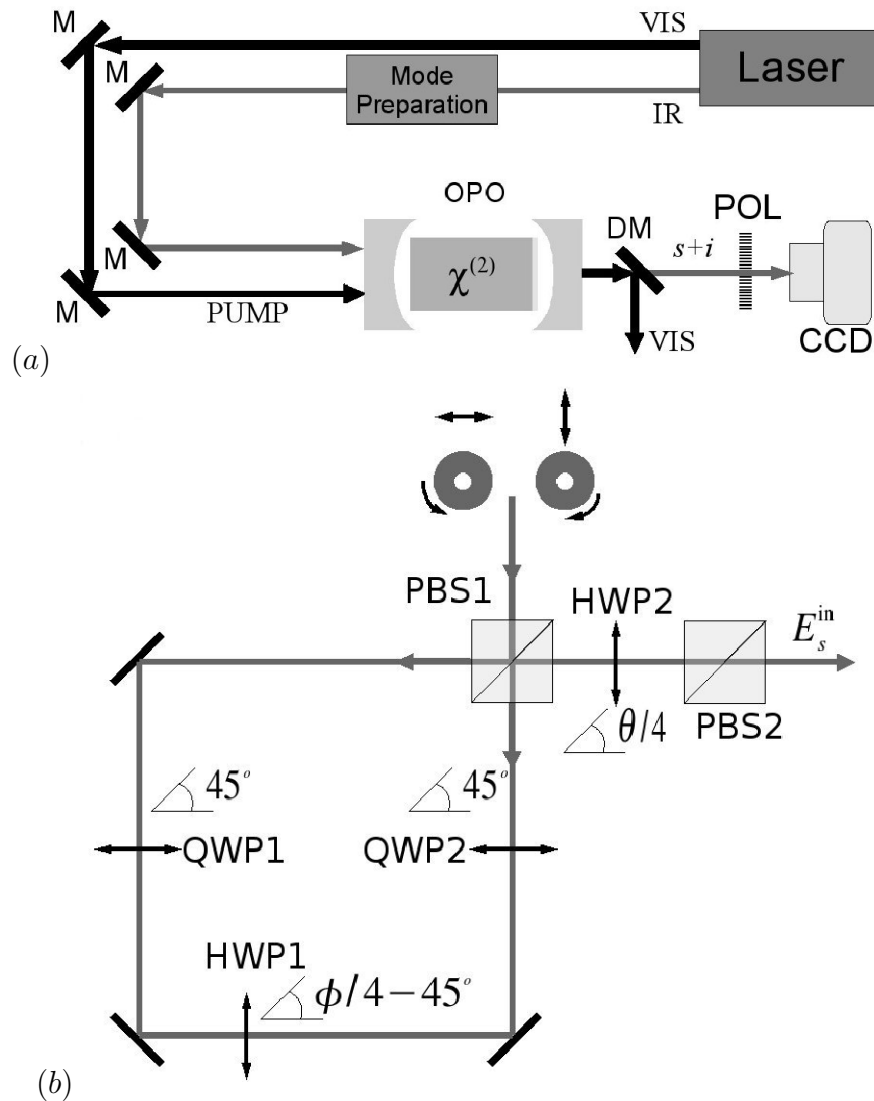 M
VIS
Laser
M
Mode
Preparation
IR
OPO
POL
DM
s+i
χ(2)
M
M
PUMP
VIS
CCD
(a)
PBS1
HWP2
E_s^in
θ/4
PBS2
45°
45°
QWP1
QWP2
HWP1
ϕ/4−45°
(b)